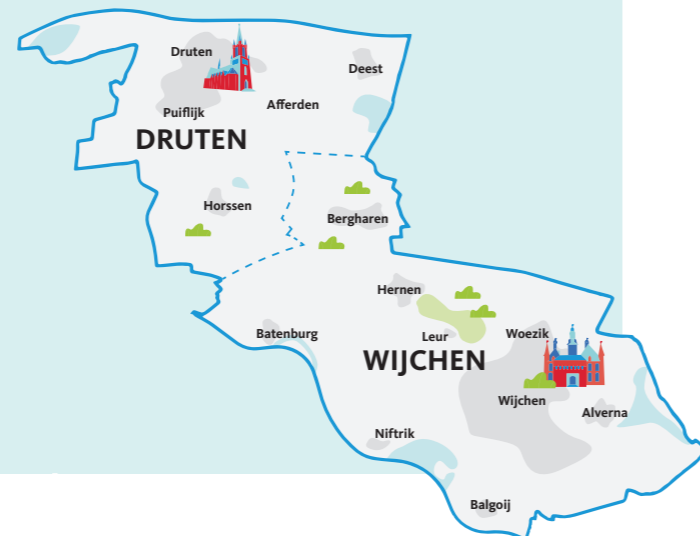 Druten
Deest
Afferden
Puiflijk
DRUTEN
Horssen
Bergharen
Hernen
Batenburg
Leur
Woezik
WIJCHEN
Wijchen
Alverna
Niftrik
Balgoij